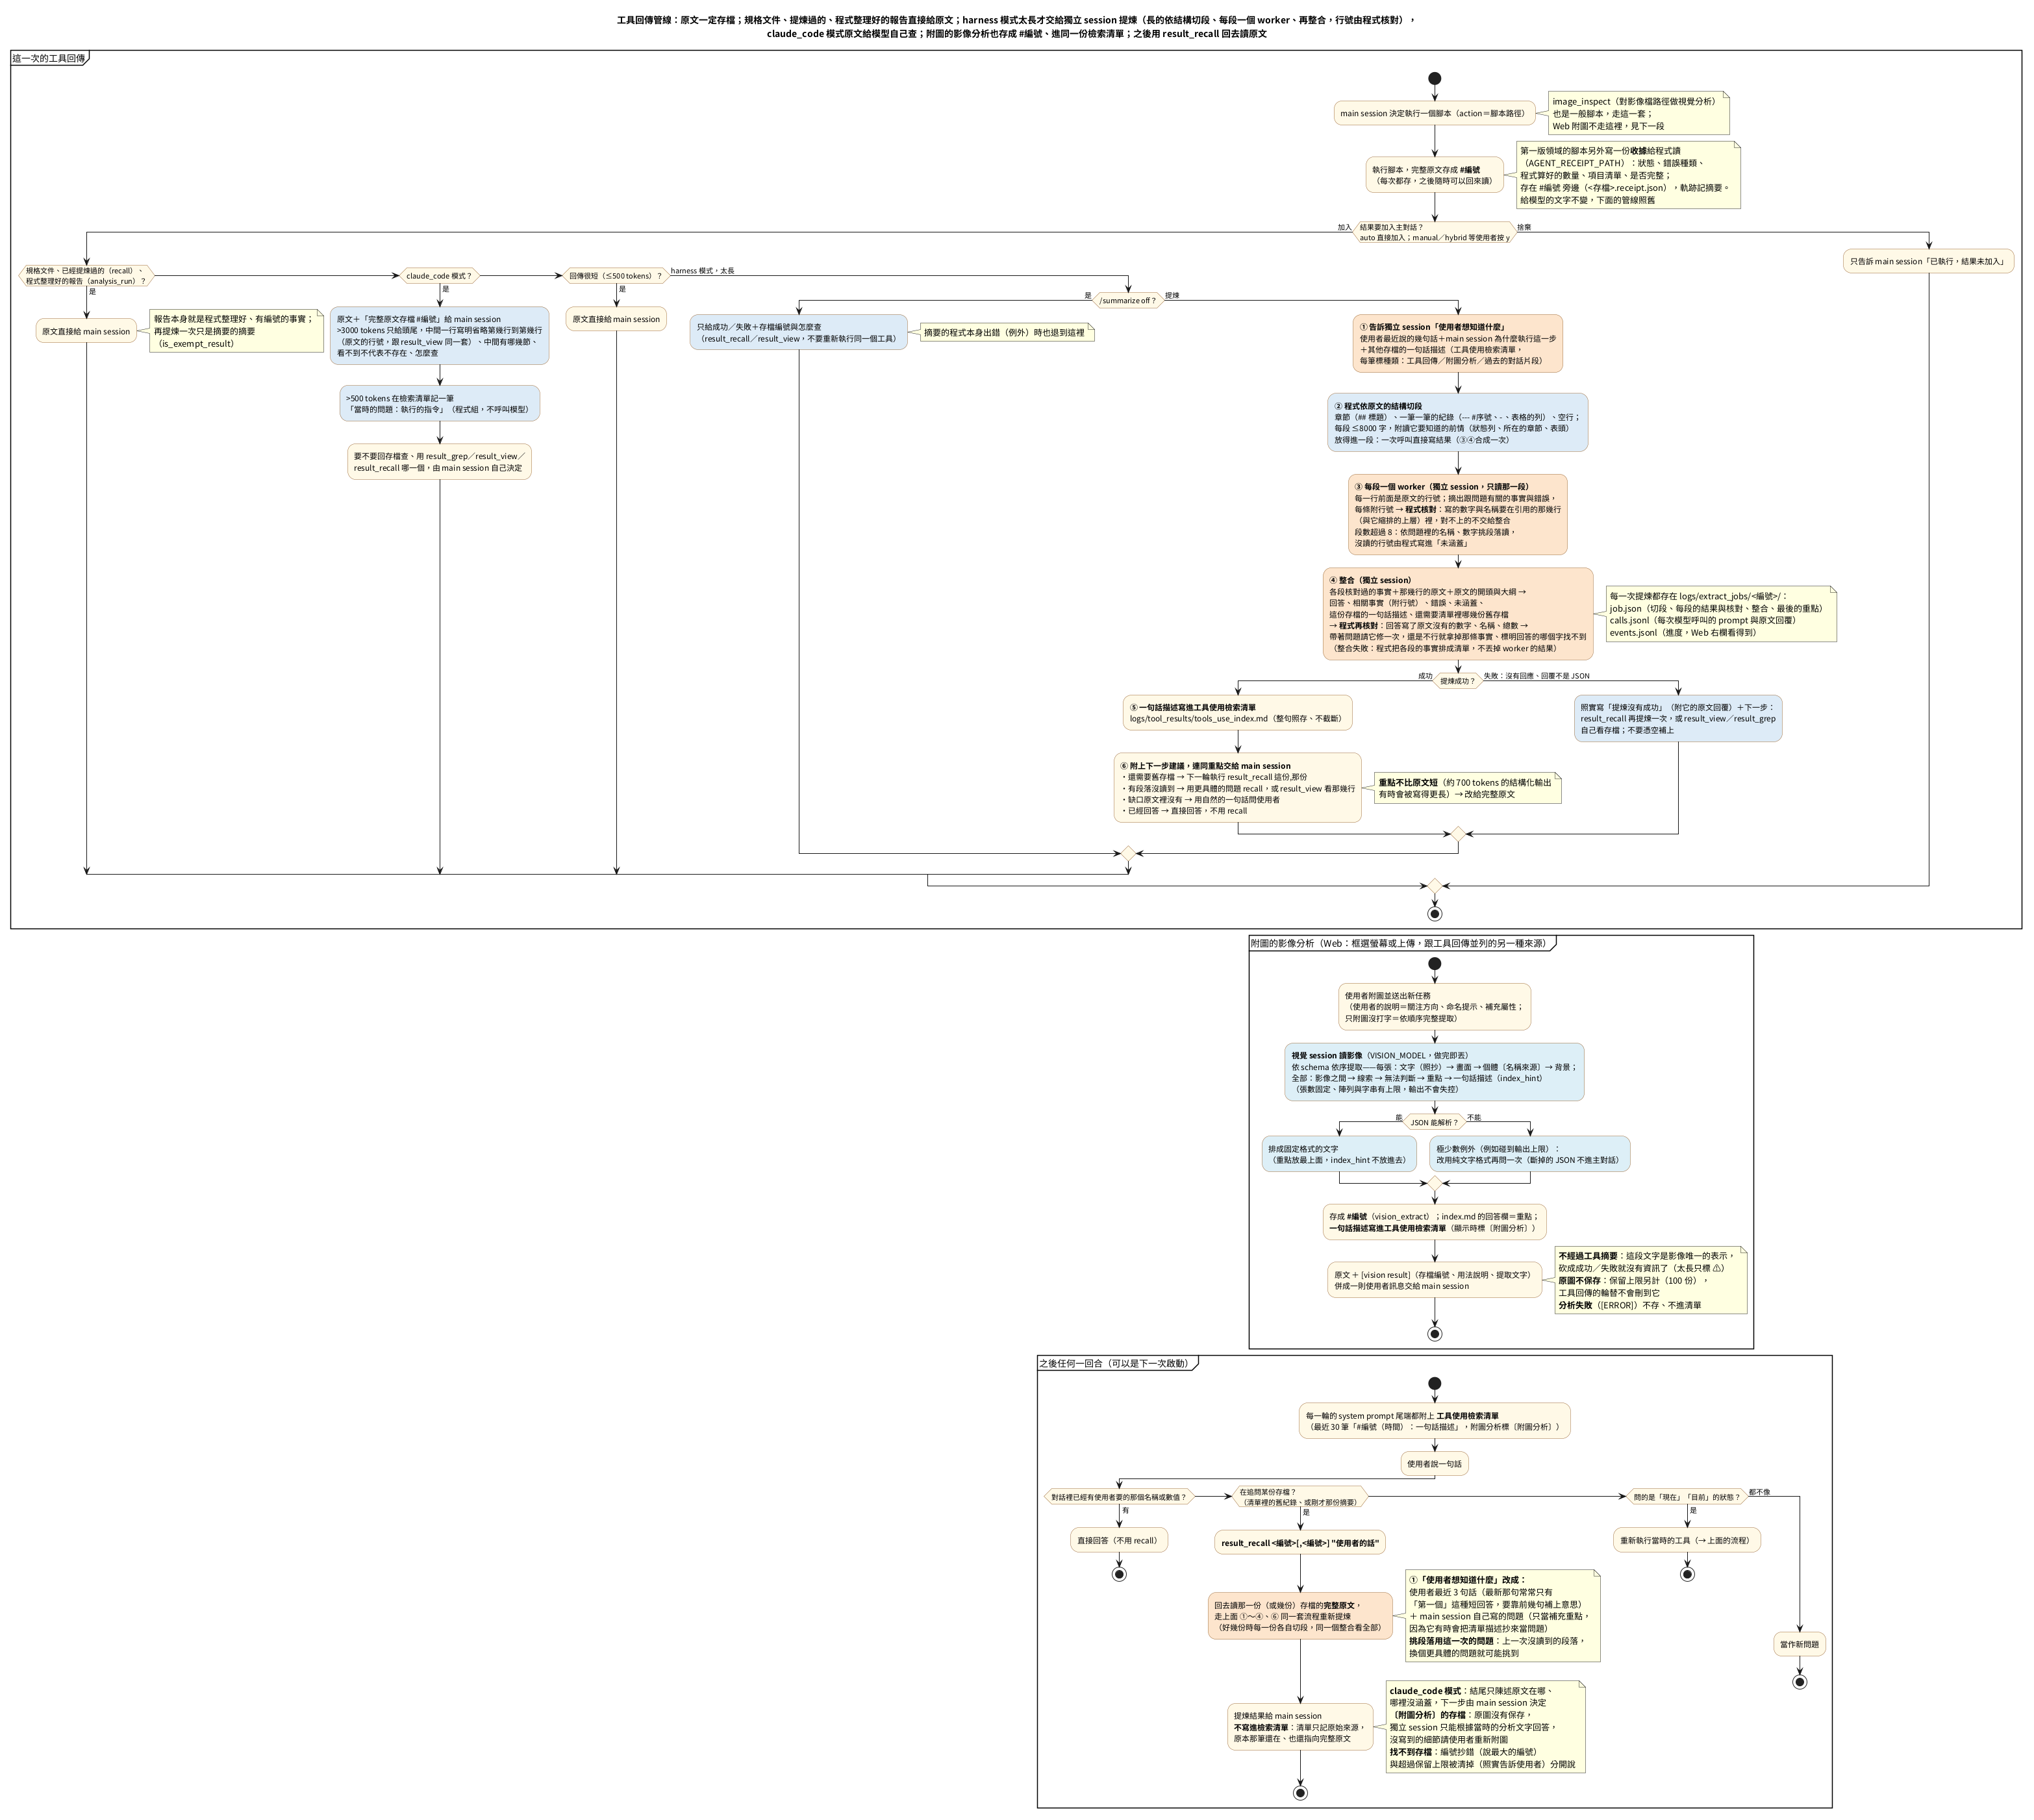 工具回傳管線：原文一定存檔；規格文件、提煉過的、程式整理好的報告直接給原文；harness 模式太長才交給獨立 session 提煉（長的依結構切段、每段一個 worker、再整合，行號由程式核對），
claude_code 模式原文給模型自己查；附圖的影像分析也存成 #編號、進同一份檢索清單；之後用 result_recall 回去讀原文
這一次的工具回傳
main session 決定執行一個腳本（action＝腳本路徑）
image_inspect（對影像檔路徑做視覺分析）
也是一般腳本，走這一套；
Web 附圖不走這裡，見下一段
執行腳本，完整原文存成 #編號
（每次都存，之後隨時可以回來讀）
第一版領域的腳本另外寫一份收據給程式讀
（AGENT_RECEIPT_PATH）：狀態、錯誤種類、
程式算好的數量、項目清單、是否完整；
存在 #編號 旁邊（<存檔>.receipt.json），軌跡記摘要。
給模型的文字不變，下面的管線照舊
加入
結果要加入主對話？
auto 直接加入；manual／hybrid 等使用者按 y
捨棄
只告訴 main session「已執行，結果未加入」
規格文件、已經提煉過的（recall）、
程式整理好的報告（analysis_run）？
是
原文直接給 main session
報告本身就是程式整理好、有編號的事實；
再提煉一次只是摘要的摘要
（is_exempt_result）
claude_code 模式？
是
原文＋「完整原文存檔 #編號」給 main session
>3000 tokens 只給頭尾，中間一行寫明省略第幾行到第幾行
（原文的行號，跟 result_view 同一套）、中間有哪幾節、
看不到不代表不存在、怎麼查
>500 tokens 在檢索清單記一筆
「當時的問題：執行的指令」（程式組，不呼叫模型）
要不要回存檔查、用 result_grep／result_view／
result_recall 哪一個，由 main session 自己決定
回傳很短（≤500 tokens）？
是
原文直接給 main session
harness 模式，太長
是
/summarize off？
提煉
只給成功／失敗＋存檔編號與怎麼查
（result_recall／result_view，不要重新執行同一個工具）
摘要的程式本身出錯（例外）時也退到這裡
① 告訴獨立 session「使用者想知道什麼」
使用者最近說的幾句話＋main session 為什麼執行這一步
＋其他存檔的一句話描述（工具使用檢索清單，
每筆標種類：工具回傳／附圖分析／過去的對話片段）
② 程式依原文的結構切段
章節（## 標題）、一筆一筆的紀錄（--- #序號、-、表格的列）、空行；
每段 ≤8000 字，附讀它要知道的前情（狀態列、所在的章節、表頭）
放得進一段：一次呼叫直接寫結果（③④合成一次）
③ 每段一個 worker（獨立 session，只讀那一段）
每一行前面是原文的行號；摘出跟問題有關的事實與錯誤，
每條附行號 → 程式核對：寫的數字與名稱要在引用的那幾行
（與它縮排的上層）裡，對不上的不交給整合
段數超過 8：依問題裡的名稱、數字挑段落讀，
沒讀的行號由程式寫進「未涵蓋」
④ 整合（獨立 session）
各段核對過的事實＋那幾行的原文＋原文的開頭與大綱 →
回答、相關事實（附行號）、錯誤、未涵蓋、
這份存檔的一句話描述、還需要清單裡哪幾份舊存檔
→ 程式再核對：回答寫了原文沒有的數字、名稱、總數 →
帶著問題請它修一次，還是不行就拿掉那條事實、標明回答的哪個字找不到
（整合失敗：程式把各段的事實排成清單，不丟掉 worker 的結果）
每一次提煉都存在 logs/extract_jobs/<編號>/：
job.json（切段、每段的結果與核對、整合、最後的重點）
calls.jsonl（每次模型呼叫的 prompt 與原文回覆）
events.jsonl（進度，Web 右欄看得到）
成功
提煉成功？
失敗：沒有回應、回覆不是 JSON
⑤ 一句話描述寫進工具使用檢索清單
logs/tool_results/tools_use_index.md（整句照存、不截斷）
照實寫「提煉沒有成功」（附它的原文回覆）＋下一步：
result_recall 再提煉一次，或 result_view／result_grep
自己看存檔；不要憑空補上
⑥ 附上下一步建議，連同重點交給 main session
・還需要舊存檔 → 下一輪執行 result_recall 這份,那份
・有段落沒讀到 → 用更具體的問題 recall，或 result_view 看那幾行
・缺口原文裡沒有 → 用自然的一句話問使用者
・已經回答 → 直接回答，不用 recall
重點不比原文短（約 700 tokens 的結構化輸出
有時會被寫得更長）→ 改給完整原文
附圖的影像分析（Web：框選螢幕或上傳，跟工具回傳並列的另一種來源）
使用者附圖並送出新任務
（使用者的說明＝關注方向、命名提示、補充屬性；
只附圖沒打字＝依順序完整提取）
視覺 session 讀影像（VISION_MODEL，做完即丟）
依 schema 依序提取——每張：文字（照抄）→ 畫面 → 個體〔名稱來源〕→ 背景；
全部：影像之間 → 線索 → 無法判斷 → 重點 → 一句話描述（index_hint）
（張數固定、陣列與字串有上限，輸出不會失控）
能
JSON 能解析？
不能
排成固定格式的文字
（重點放最上面，index_hint 不放進去）
極少數例外（例如碰到輸出上限）：
改用純文字格式再問一次（斷掉的 JSON 不進主對話）
存成 #編號（vision_extract）；index.md 的回答欄＝重點；
一句話描述寫進工具使用檢索清單（顯示時標〔附圖分析〕）
原文 ＋ [vision result]（存檔編號、用法說明、提取文字）
併成一則使用者訊息交給 main session
不經過工具摘要：這段文字是影像唯一的表示，
砍成成功／失敗就沒有資訊了（太長只標 ⚠）
原圖不保存：保留上限另計（100 份），
工具回傳的輪替不會刪到它
分析失敗（[ERROR]）不存、不進清單
之後任何一回合（可以是下一次啟動）
每一輪的 system prompt 尾端都附上 工具使用檢索清單
（最近 30 筆「#編號（時間）：一句話描述」，附圖分析標〔附圖分析〕）
使用者說一句話
對話裡已經有使用者要的那個名稱或數值？
有
直接回答（不用 recall）
在追問某份存檔？
（清單裡的舊紀錄、或剛才那份摘要）
是
result_recall <編號>[,<編號>] "使用者的話"
回去讀那一份（或幾份）存檔的完整原文，
走上面 ①～④、⑥ 同一套流程重新提煉
（好幾份時每一份各自切段，同一個整合看全部）
①「使用者想知道什麼」改成：
使用者最近 3 句話（最新那句常常只有
「第一個」這種短回答，要靠前幾句補上意思）
＋ main session 自己寫的問題（只當補充重點，
因為它有時會把清單描述抄來當問題）
挑段落用這一次的問題：上一次沒讀到的段落，
換個更具體的問題就可能挑到
提煉結果給 main session
不寫進檢索清單：清單只記原始來源，
原本那筆還在、也還指向完整原文
claude_code 模式：結尾只陳述原文在哪、
哪裡沒涵蓋，下一步由 main session 決定
〔附圖分析〕的存檔：原圖沒有保存，
獨立 session 只能根據當時的分析文字回答，
沒寫到的細節請使用者重新附圖
找不到存檔：編號抄錯（說最大的編號）
與超過保留上限被清掉（照實告訴使用者）分開說
問的是「現在」「目前」的狀態？
是
重新執行當時的工具（→ 上面的流程）
都不像
當作新問題